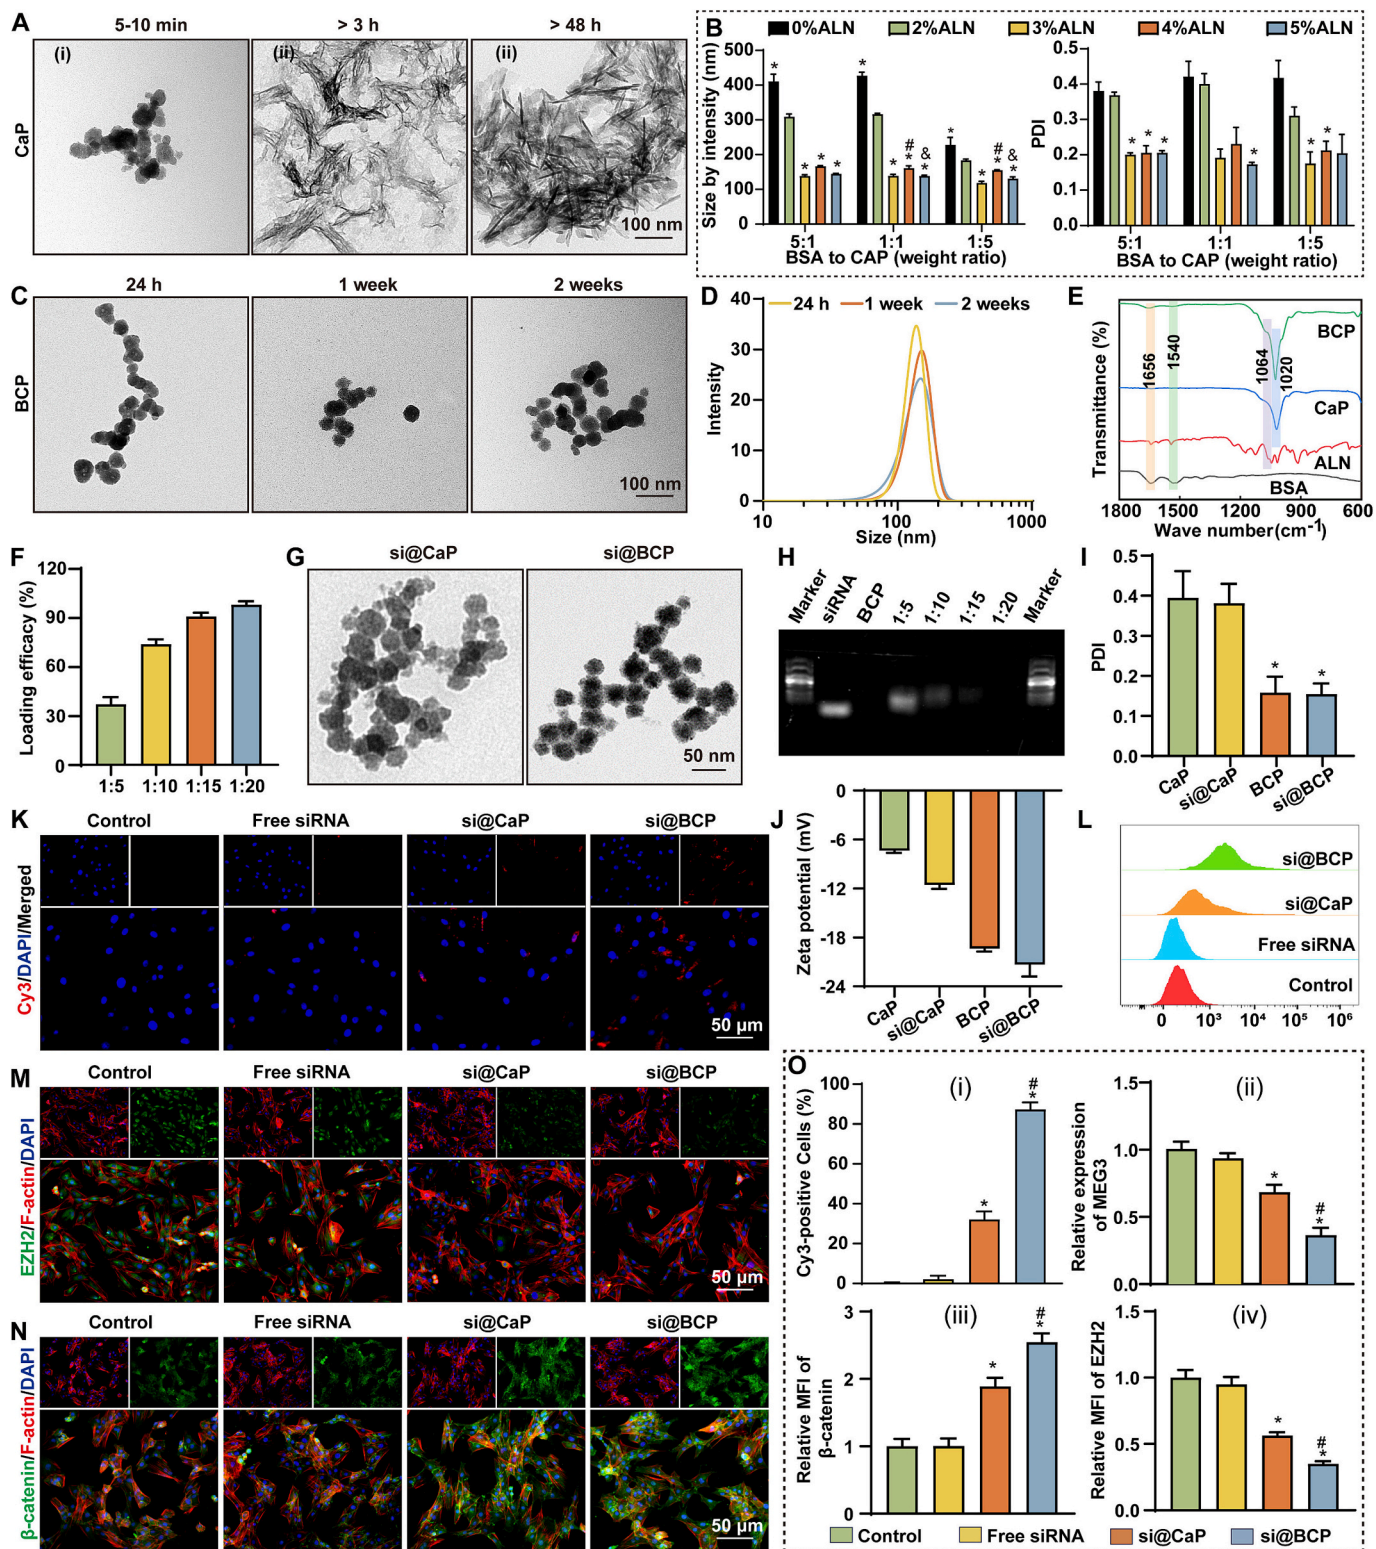 A
5-10 min
> 3 h
> 48 h
CaP
(i)
(ii)
(ii)
100 nm
B
0%ALN
2%ALN
3%ALN
4%ALN
5%ALN
Size by intensity (nm)
500
400
300
200
100
0
*
*
*
*
*
*
#
*
&
*
*
*
#
*
&
*
5:1
1:1
1:5
BSA to CAP (weight ratio)
PDI
0.5
0.4
0.3
0.2
0.1
0.0
*
*
*
*
*
*
5:1
1:1
1:5
BSA to CAP (weight ratio)
C
24 h
1 week
2 weeks
BCP
100 nm
D
24 h
1 week
2 weeks
Intensity
40
30
20
10
0
10
100
1000
Size (nm)
E
Transmittance (%)
1656
1540
1064
1020
BCP
CaP
ALN
BSA
1800
1500
1200
900
600
Wave number(cm-1)
F
Loading efficacy (%)
120
90
60
30
0
1:5
1:10
1:15
1:20
G
si@CaP
si@BCP
50 nm
H
Marker
siRNA
BCP
1:5
1:10
1:15
1:20
Marker
I
PDI
0.5
0.4
0.3
0.2
0.1
0.0
*
*
CaP
si@CaP
BCP
si@BCP
K
Control
Free siRNA
si@CaP
si@BCP
Cy3/DAPI/Merged
50 μm
J
Zeta potential (mV)
0
-6
-12
-18
-24
CaP
si@CaP
BCP
si@BCP
L
si@BCP
si@CaP
Free siRNA
Control
0
103
104
105
106
M
Control
Free siRNA
si@CaP
si@BCP
EZH2/F-actin/DAPI
50 μm
N
Control
Free siRNA
si@CaP
si@BCP
β-catenin/F-actin/DAPI
50 μm
O
(i)
Cy3-positive Cells (%)
100
80
60
40
20
0
*
#
*
(ii)
Relative expression
of MEG3
1.5
1.0
0.5
0.0
*
#
*
(iii)
Relative MFI of
β-catenin
3
2
1
0
*
#
*
(iv)
Relative MFI of EZH2
1.5
1.0
0.5
0.0
*
#
*
Control
Free siRNA
si@CaP
si@BCP